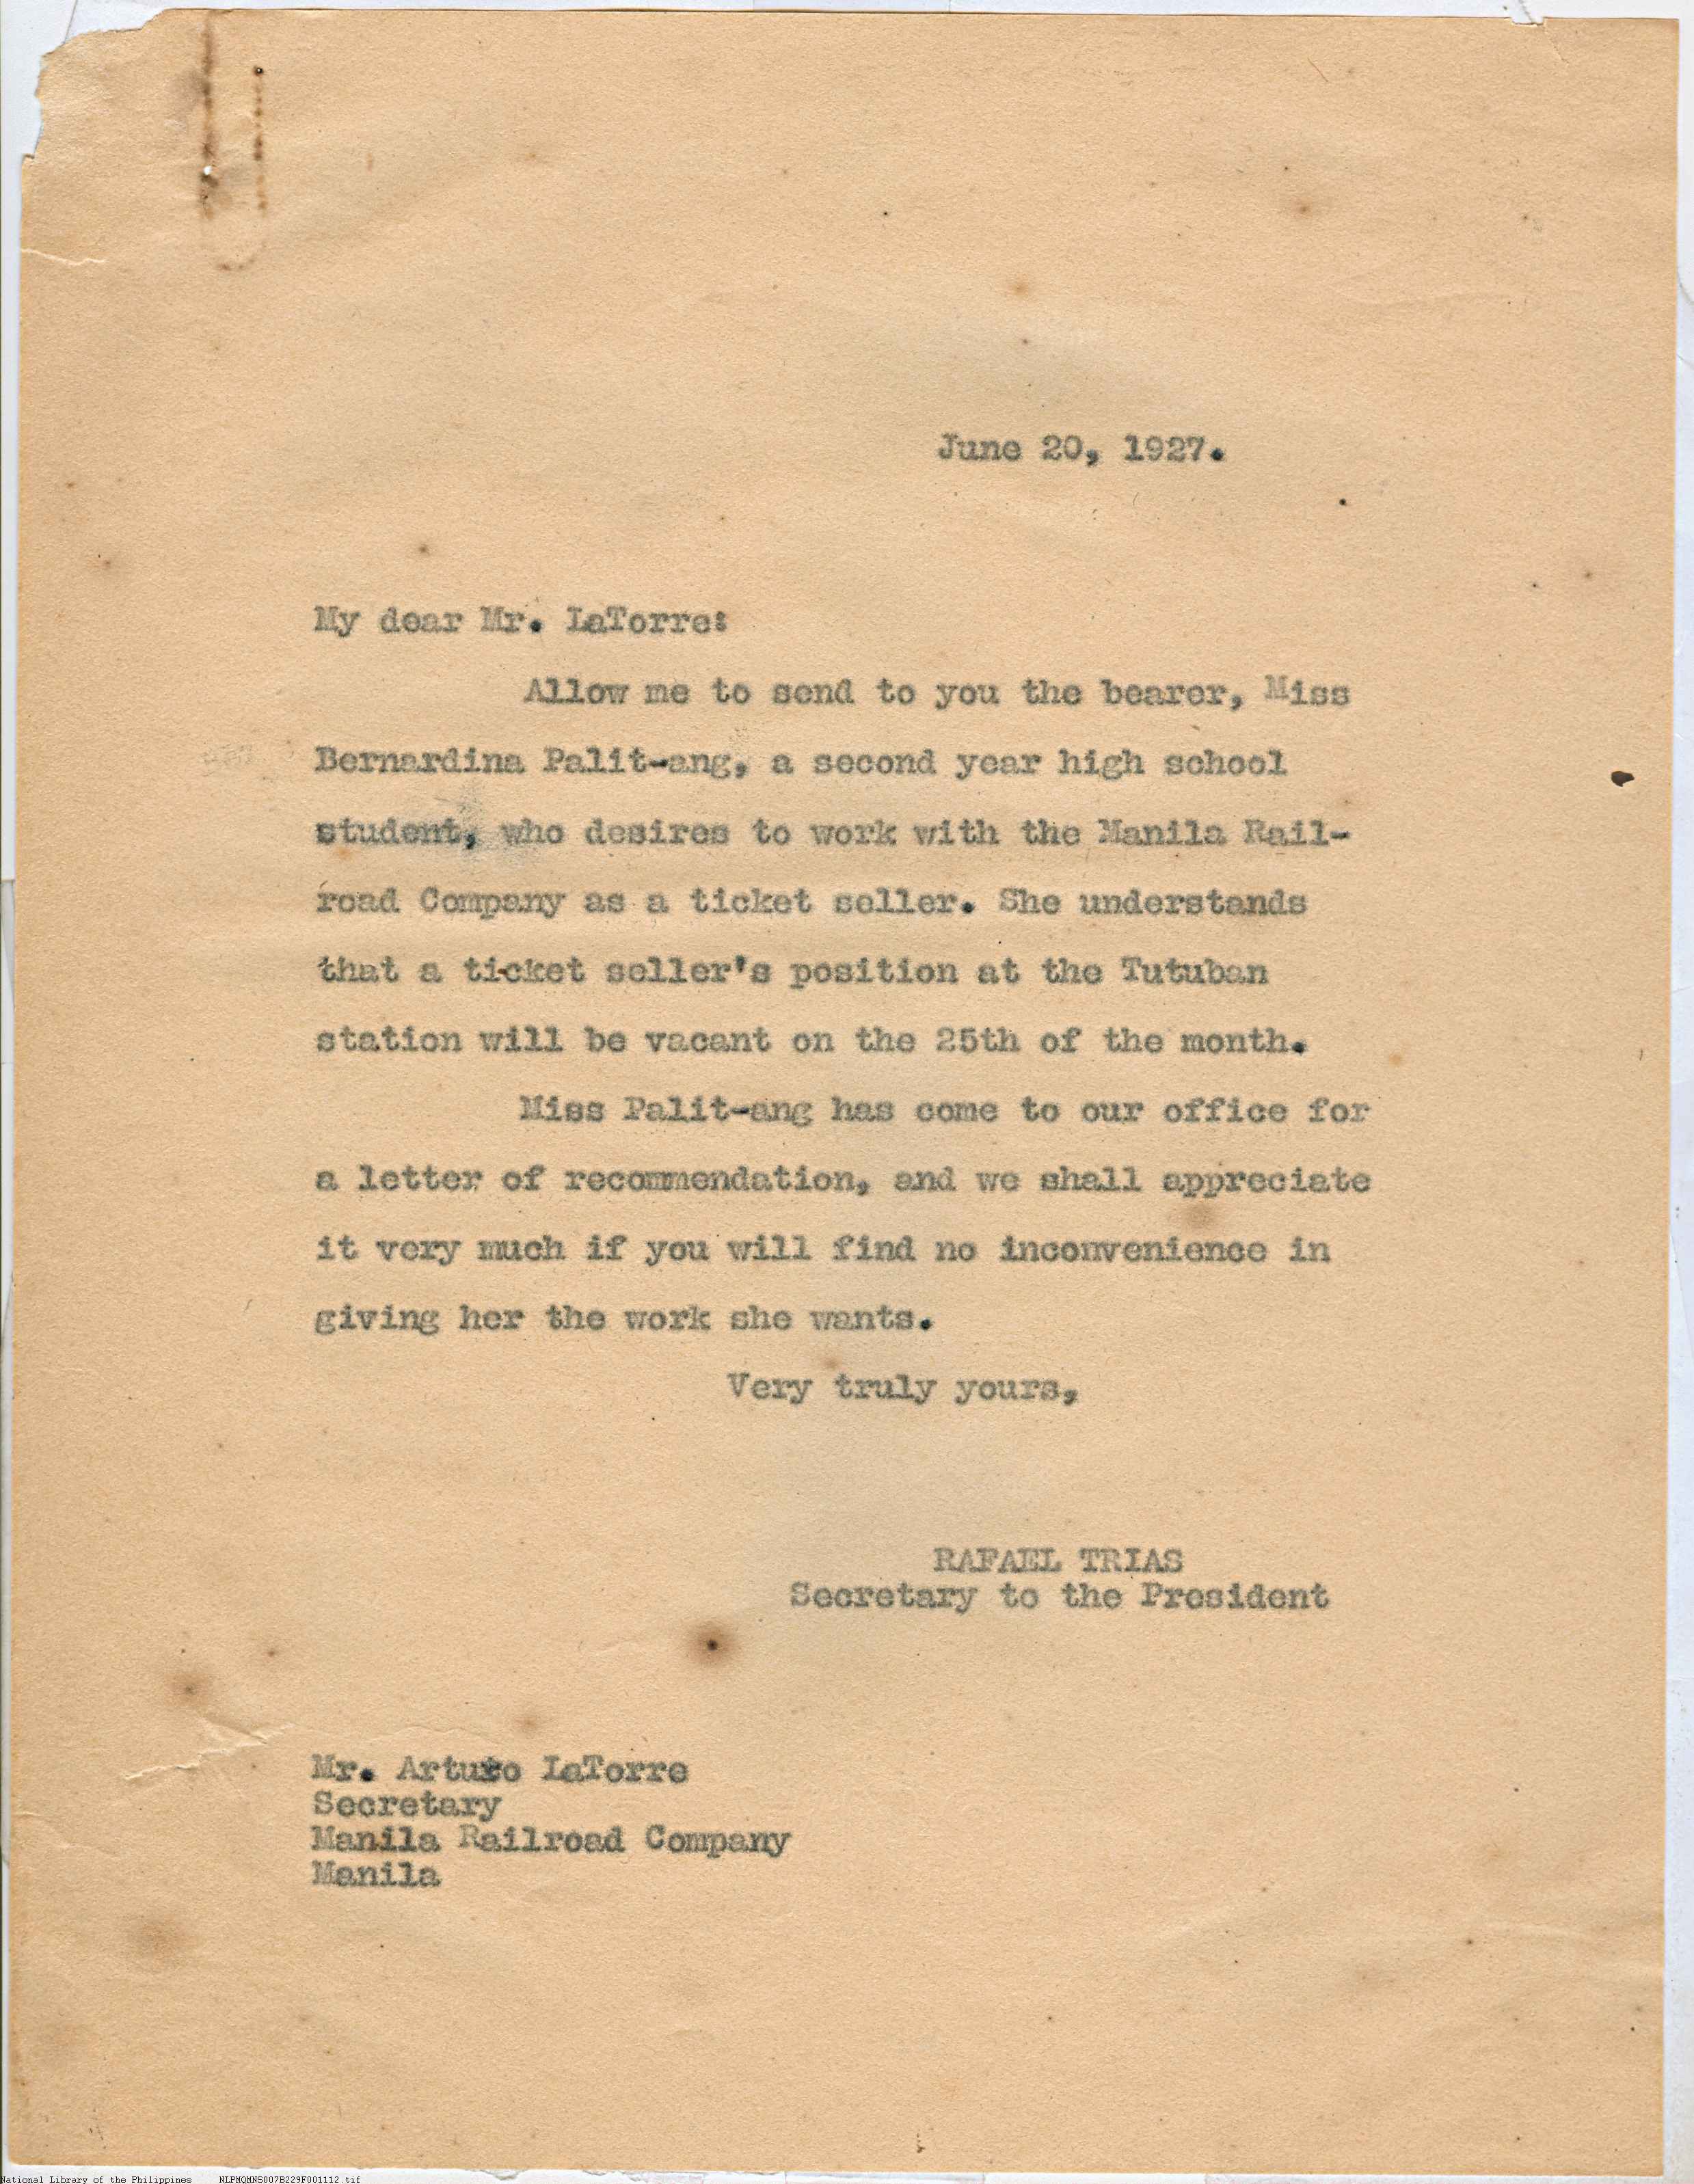 June 20, 1927.
My dear Mr. LaTorre:
Allow me to send to you the bearer, Miss
Bernardina Palit-ang, a second year high school
student, who desires to work with the Manila Rail-
road Company as a ticket seller. She understands
that a ticket seller's position at the Tutuban
station will be vacant on the 25th of the month.
Miss Palit-ang has come to our office for
a letter of recommendation, and we shall appreciate
it very much if you will find no inconvenience in
giving her the work she wants.
Very truly yours,
RAFAEL TRIAS
Secretary to the President
Mr. Arturo LaTorre
Secretary
Manila Railroad Company
Manila
National Library of the Philippines NLPMQMNS007B229F001112.tif